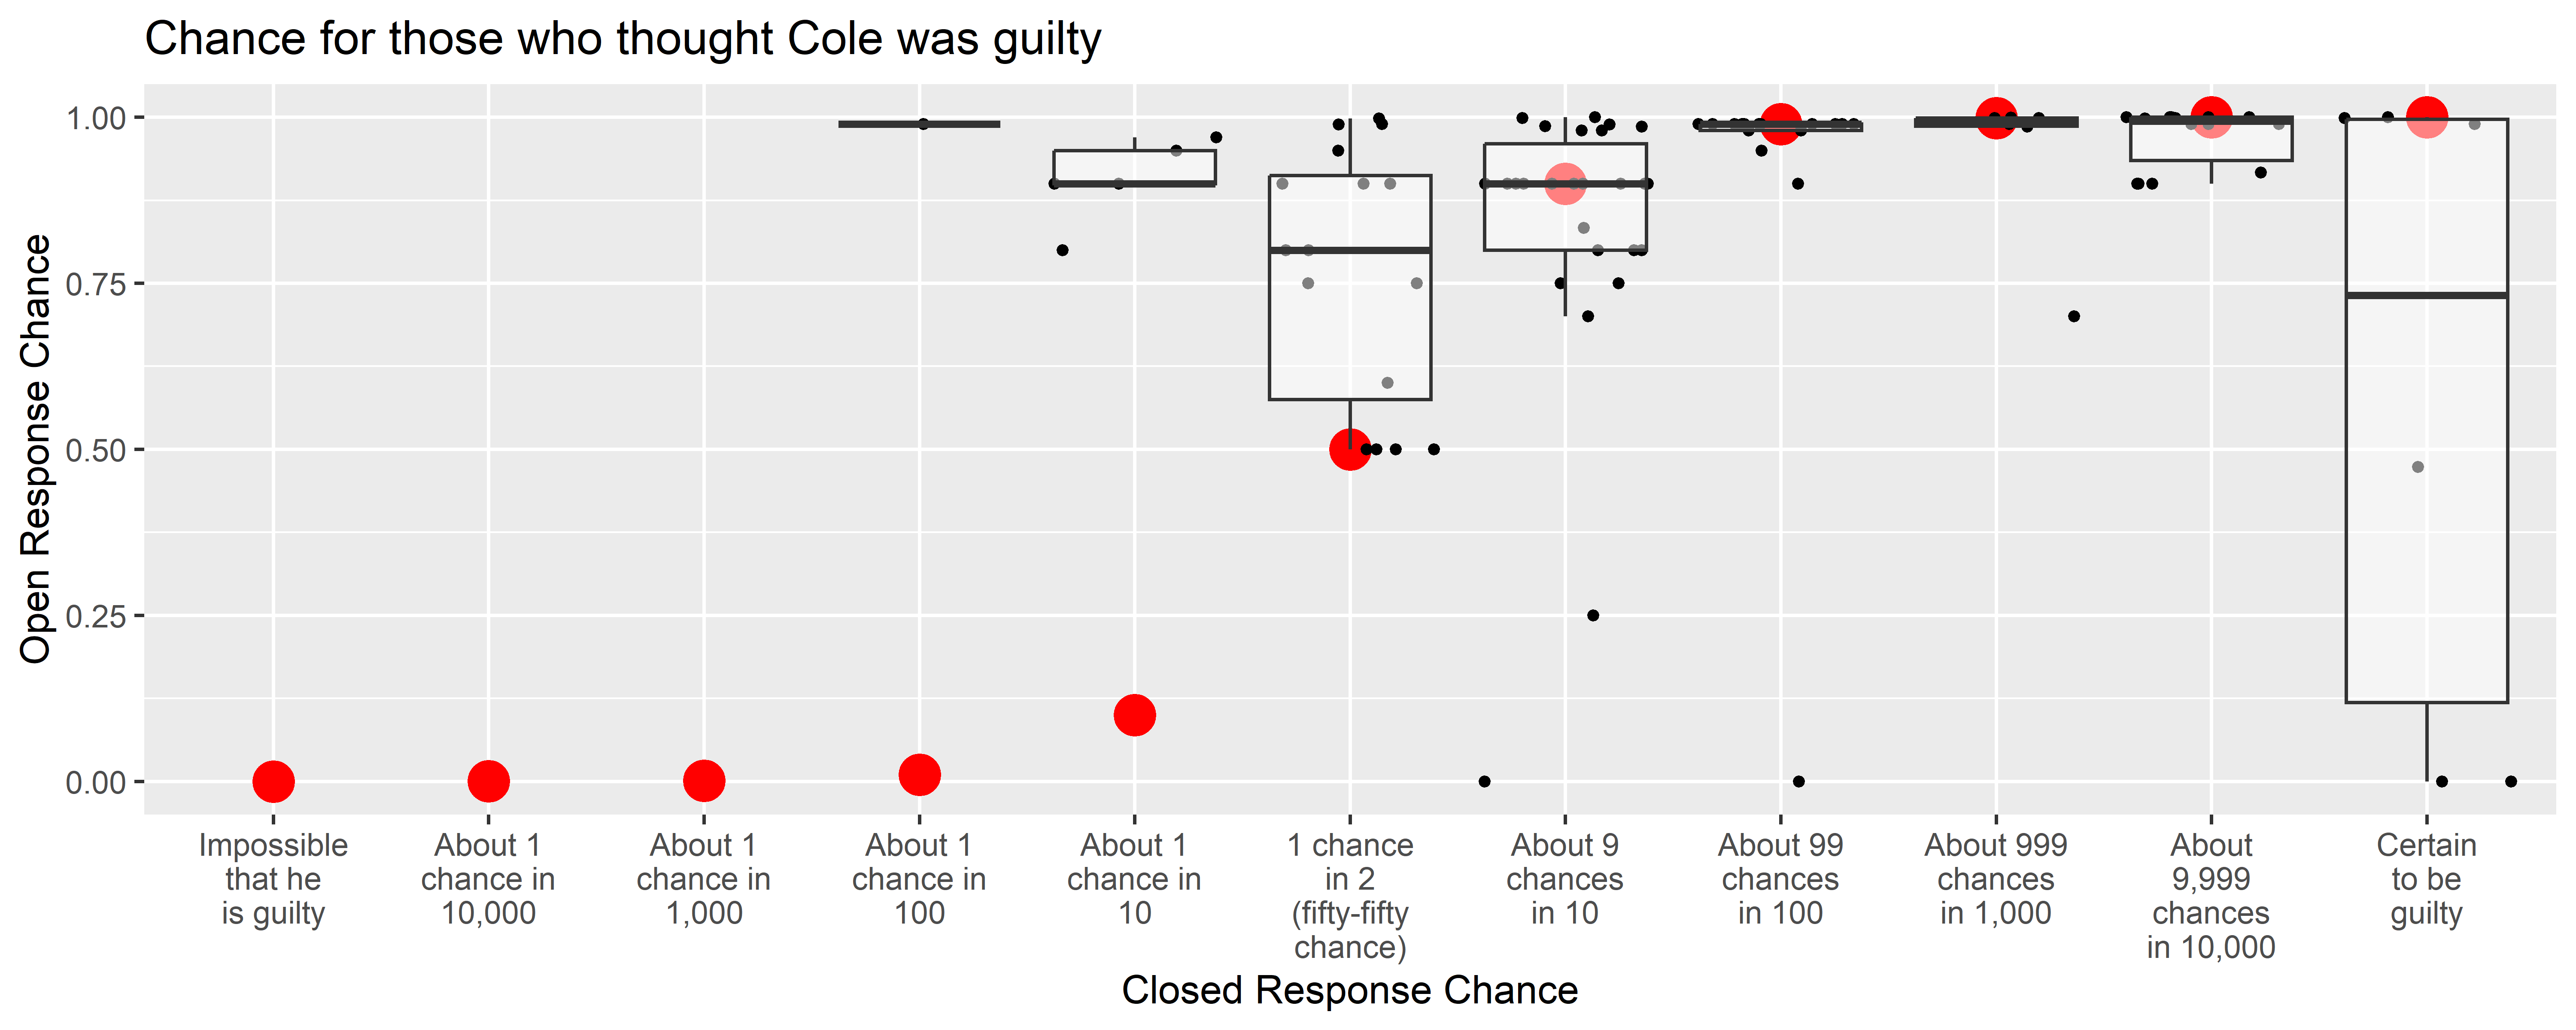 Chance for those who thought Cole was guilty
Open Response Chance
1.00
0.75
0.50
0.25
0.00
Impossible
that he
is guilty
About 1
chance in
10,000
About 1
chance in
1,000
About 1
chance in
100
About 1
chance in
10
1 chance
in 2
(fifty-fifty
chance)
About 9
chances
in 10
About 99
chances
in 100
About 999
chances
in 1,000
About
9,999
chances
in 10,000
Certain
to be
guilty
Closed Response Chance